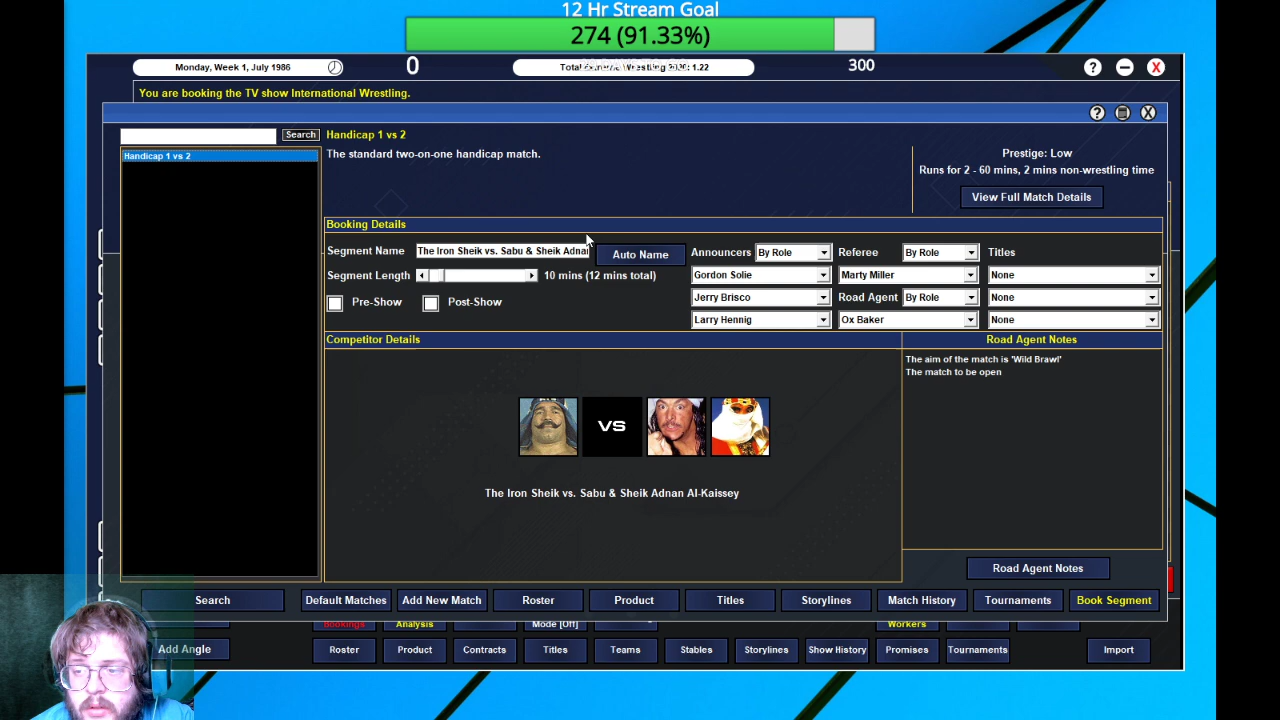 12 Hr Stream Goal
274 (91.33%)
0
300
Monday, Week 1, July 1986
Total Extreme Wrestling 2020: 1.22
? X
You are booking the TV show International Wrestling.
? X
Search
Handicap 1 vs 2
Handicap 1 vs 2
The standard two-on-one handicap match.
Prestige: Low
Runs for 2 - 60 mins, 2 mins non-wrestling time
View Full Match Details
Booking Details
Segment Name The Iron Sheik vs. Sabu & Sheik Adnai Auto Name
Segment Length 10 mins (12 mins total)
Pre-Show Post-Show
Announcers By Role Referee By Role Titles
Gordon Solie Marty Miller None
Jerry Brisco Road Agent By Role None
Larry Hennig Ox Baker None
Competitor Details
VS
The Iron Sheik vs. Sabu & Sheik Adnan Al-Kaissey
Road Agent Notes
The aim of the match is 'Wild Brawl'
The match to be open
Road Agent Notes
Search Default Matches Add New Match Roster Product Titles Storylines Match History Tournaments Book Segment
Bookings Analysis Mode [Off] Workers
Add Angle Roster Product Contracts Titles Teams Stables Storylines Show History Promises Tournaments Import